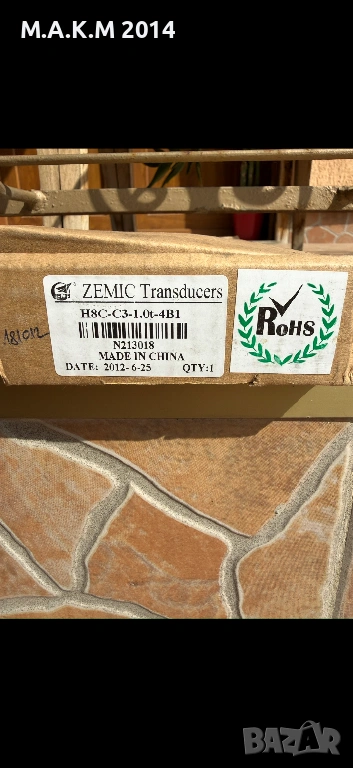 M.A.K.M 2014
ZEMIC Transducers
H8C-C3-1.0t-4B1
N213018
MADE IN CHINA
DATE: 2012-6-25 QTY:1
RoHS
BAZAR